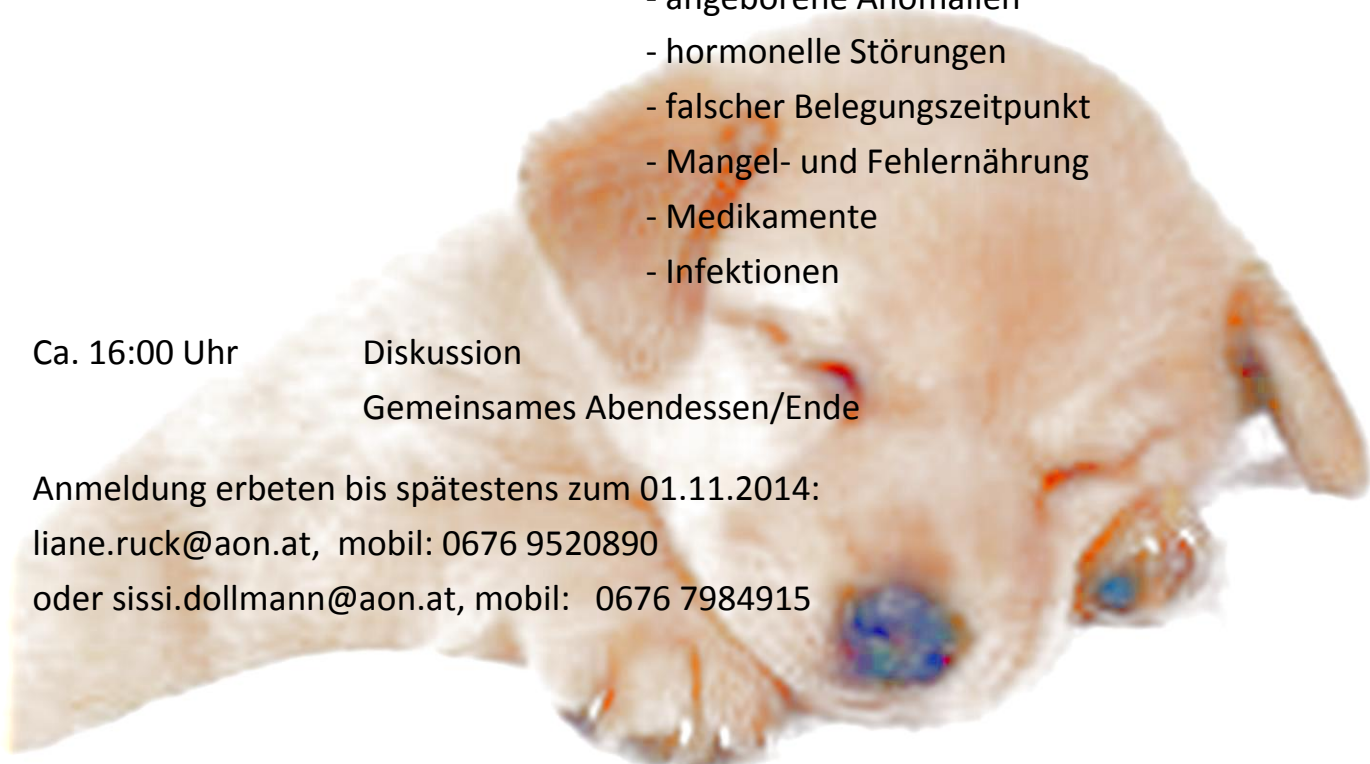 - angeborene Anomalien
- hormonelle Störungen
- falscher Belegungszeitpunkt
- Mangel- und Fehlernährung
- Medikamente
- Infektionen
Ca. 16:00 Uhr Diskussion
Gemeinsames Abendessen/Ende
Anmeldung erbeten bis spätestens zum 01.11.2014:
liane.ruck@aon.at, mobil: 0676 9520890
oder sissi.dollmann@aon.at, mobil: 0676 7984915